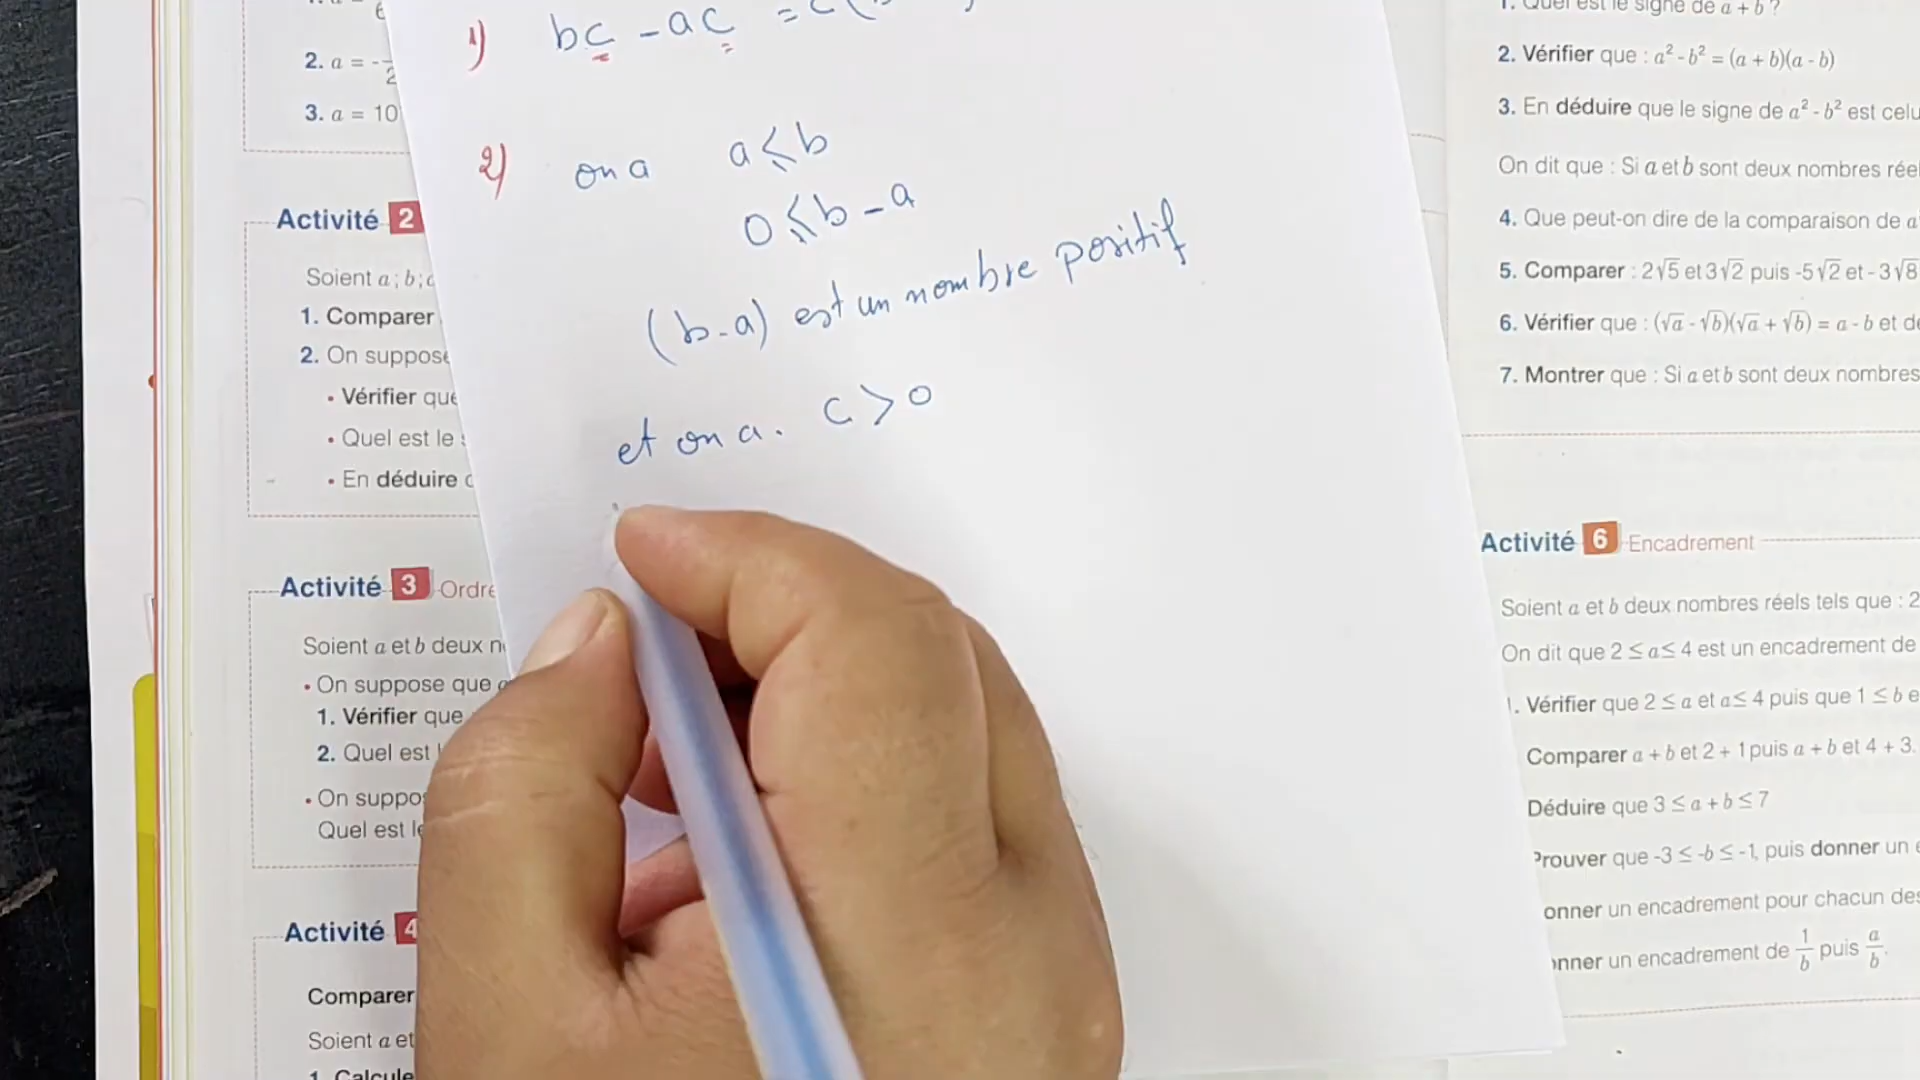 2. a = -
3. a = 10
Activité 2
Soient a ; b ;
1. Comparer
2. On suppose
• Vérifier que
• Quel est le
• En déduire
Activité 3 Ordre
Soient a et b deux
• On suppose que
1. Vérifier que
2. Quel est
• On
Quel est
Activité 4
Comparer
Soient a et
1.
1) bc - ac = c(
2) on a a ⩽ b
0 ⩽ b - a
(b - a) est un nombre positif
et on a . c > 0
1. Quel est le signe de a + b ?
2. Vérifier que : a² - b² = (a + b)(a - b)
3. En déduire que le signe de a² - b² est
On dit que : Si a et b sont deux nombres
4. Que peut-on dire de la comparaison de a
5. Comparer : 2√5 et 3√2 puis -5√2 et - 3√8
6. Vérifier que : (√a - √b)(√a + √b) = a - b et
7. Montrer que : Si a et b sont deux nombres
Activité 6 Encadrement
Soient a et b deux nombres réels tels que : 2
On dit que 2 ≤ a ≤ 4 est un encadrement de
. Vérifier que 2 ≤ a et a ≤ 4 puis que 1 ≤ b
Comparer a + b et 2 + 1 puis a + b et 4 + 3.
Déduire que 3 ≤ a + b ≤ 7
Prouver que -3 ≤ -b ≤ -1, puis donner un
onner un encadrement pour chacun des
nner un encadrement de 1/b puis a/b.